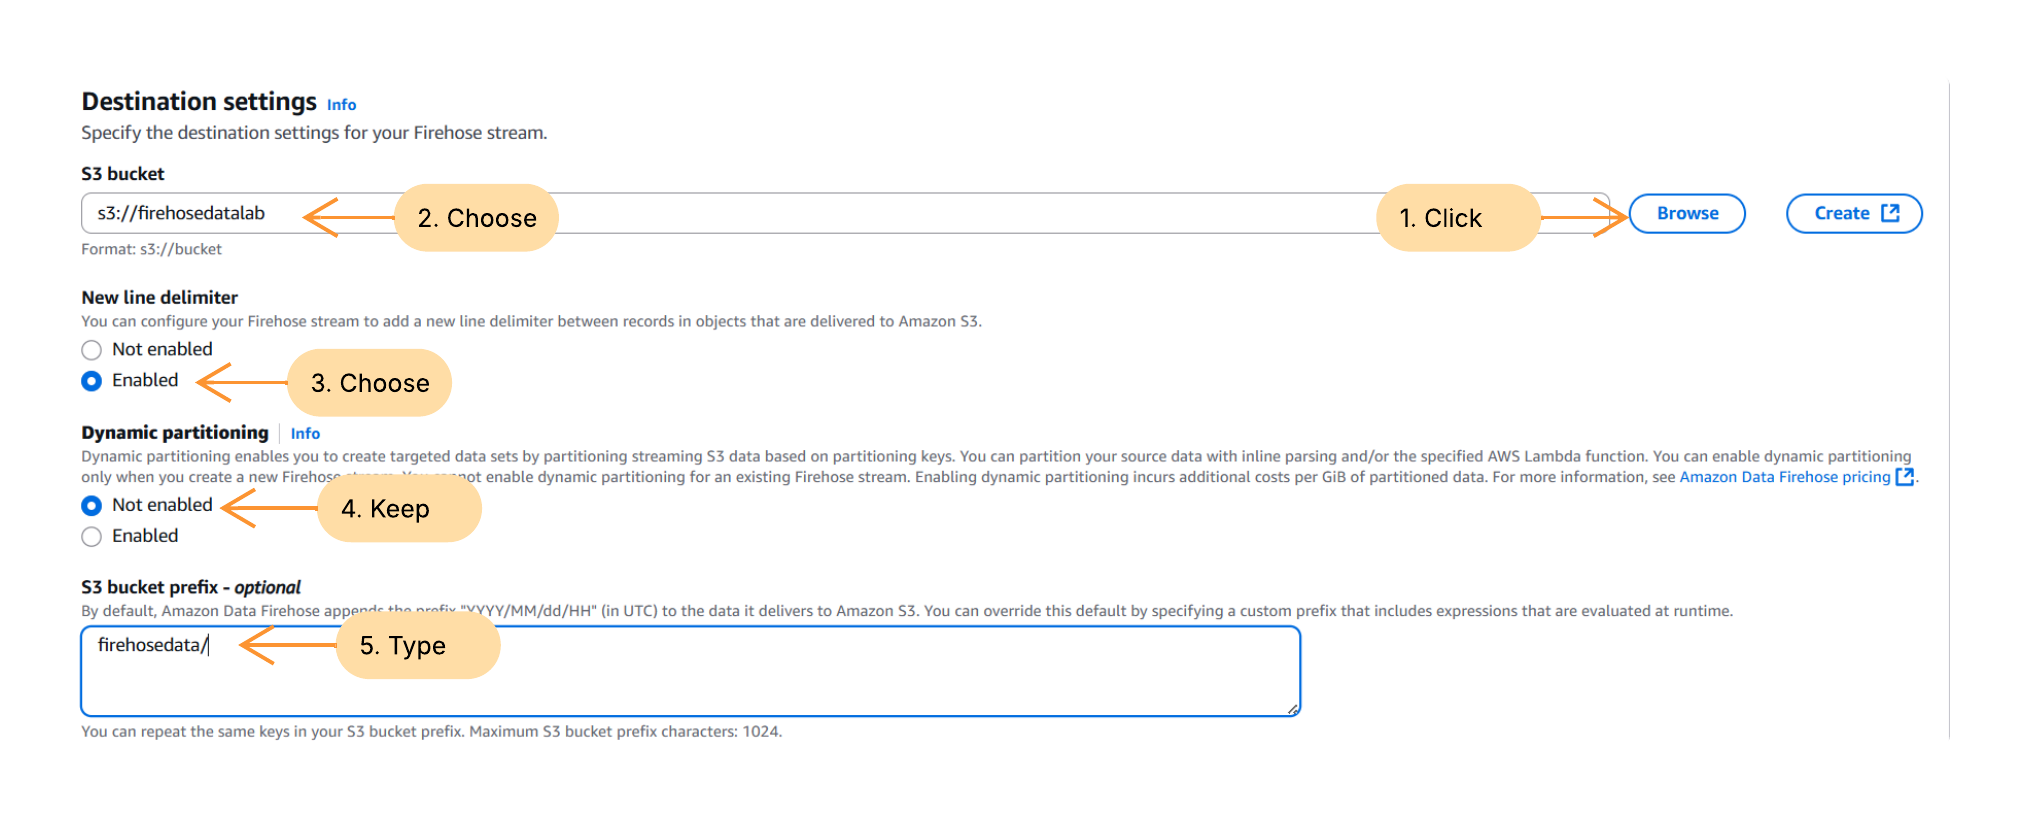 Destination settings Info
Specify the destination settings for your Firehose stream.
S3 bucket
s3://firehosedatalab
2. Choose
1. Click
Browse
Create
Format: s3://bucket
New line delimiter
You can configure your Firehose stream to add a new line delimiter between records in objects that are delivered to Amazon S3.
Not enabled
Enabled
3. Choose
Dynamic partitioning Info
Dynamic partitioning enables you to create targeted data sets by partitioning streaming S3 data based on partitioning keys. You can partition your source data with inline parsing and/or the specified AWS Lambda function. You can enable dynamic partitioning
only when you create a new Firehose stream. You cannot enable dynamic partitioning for an existing Firehose stream. Enabling dynamic partitioning incurs additional costs per GiB of partitioned data. For more information, see Amazon Data Firehose pricing.
Not enabled
4. Keep
Enabled
S3 bucket prefix - optional
By default, Amazon Data Firehose appends the prefix "YYYY/MM/dd/HH" (in UTC) to the data it delivers to Amazon S3. You can override this default by specifying a custom prefix that includes expressions that are evaluated at runtime.
firehosedata/
5. Type
You can repeat the same keys in your S3 bucket prefix. Maximum S3 bucket prefix characters: 1024.